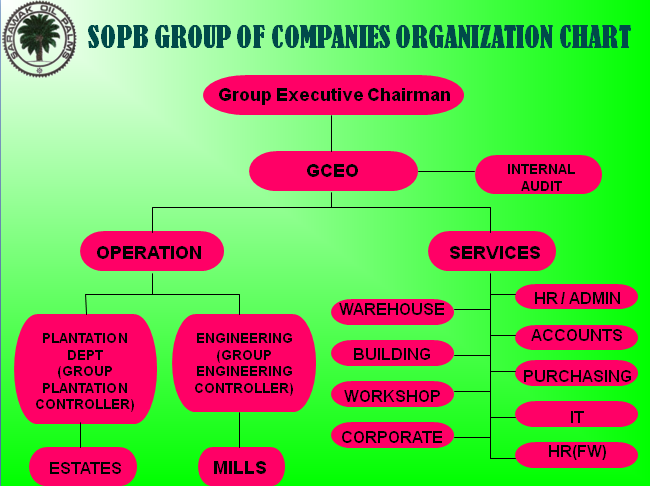 SARAWAK OIL PALMS
SOPB GROUP OF COMPANIES ORGANIZATION CHART
Group Executive Chairman
GCEO
INTERNAL
AUDIT
OPERATION
SERVICES
PLANTATION
DEPT
(GROUP
PLANTATION
CONTROLLER)
ENGINEERING
(GROUP
ENGINEERING
CONTROLLER)
ESTATES
MILLS
WAREHOUSE
BUILDING
WORKSHOP
CORPORATE
HR / ADMIN
ACCOUNTS
PURCHASING
IT
HR(FW)